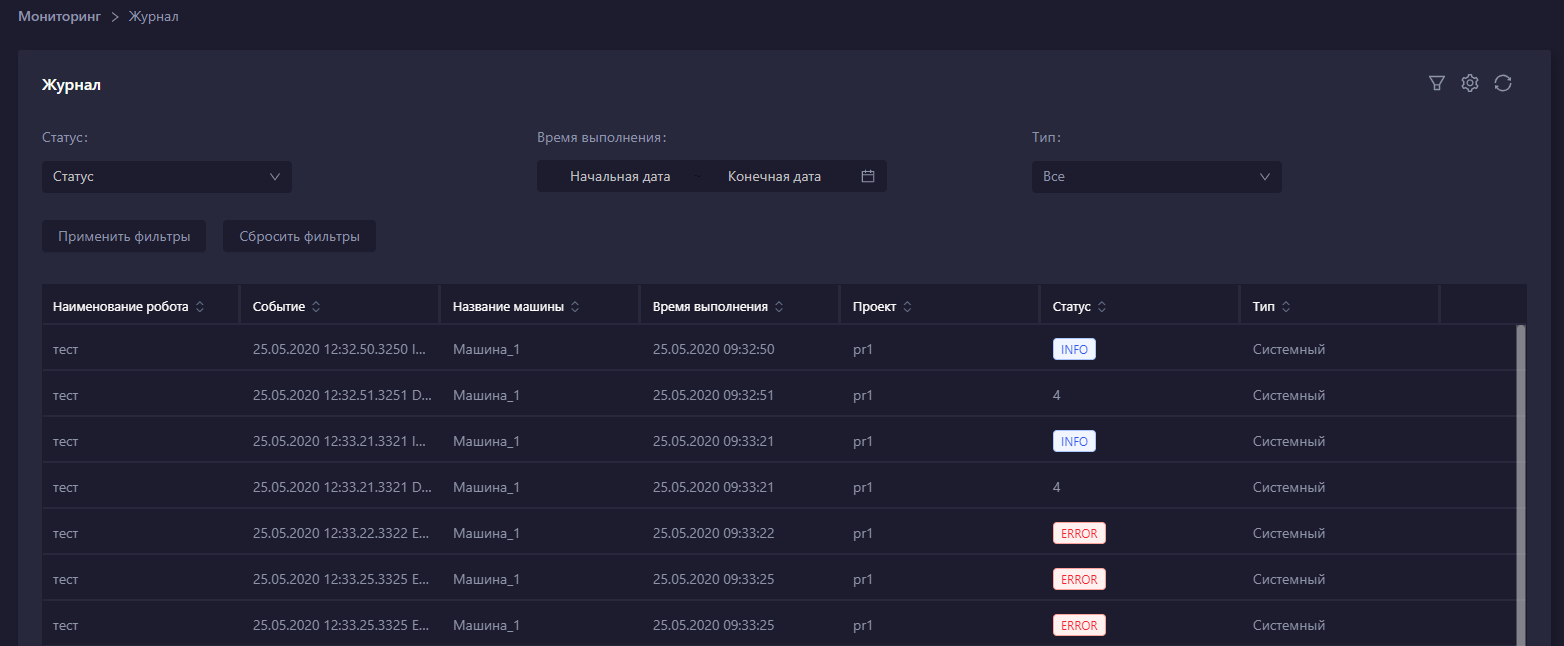 Мониторинг > Журнал
Журнал
Статус: Время выполнения: Тип:
Статус Начальная дата ~ Конечная дата Все
Применить фильтры Сбросить фильтры
Наименование робота Событие Название машины Время выполнения Проект Статус Тип
тест 25.05.2020 12:32.50.3250 I... Машина_1 25.05.2020 09:32:50 pr1 INFO Системный
тест 25.05.2020 12:32.51.3251 D... Машина_1 25.05.2020 09:32:51 pr1 4 Системный
тест 25.05.2020 12:33.21.3321 I... Машина_1 25.05.2020 09:33:21 pr1 INFO Системный
тест 25.05.2020 12:33.21.3321 D... Машина_1 25.05.2020 09:33:21 pr1 4 Системный
тест 25.05.2020 12:33.22.3322 E... Машина_1 25.05.2020 09:33:22 pr1 ERROR Системный
тест 25.05.2020 12:33.25.3325 E... Машина_1 25.05.2020 09:33:25 pr1 ERROR Системный
тест 25.05.2020 12:33.25.3325 E... Машина_1 25.05.2020 09:33:25 pr1 ERROR Системный